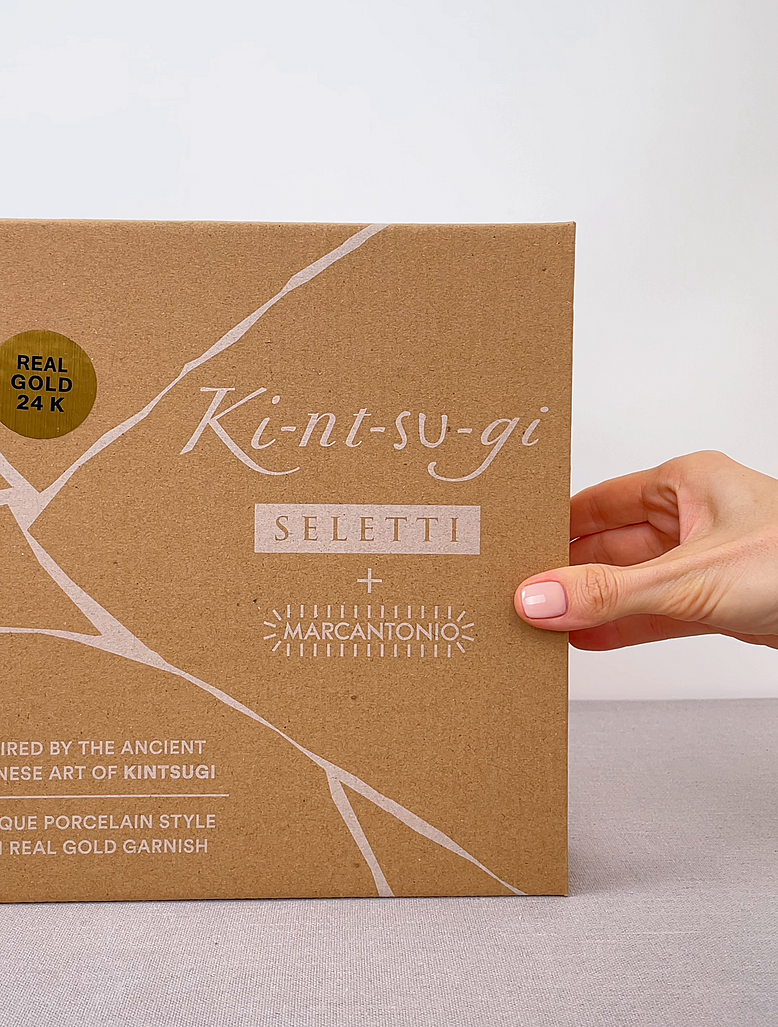 REAL
GOLD
24 K
Ki-nt-su-gi
SELETTI
+
MARCANTONIO
IRED BY THE ANCIENT
NESE ART OF KINTSUGI
QUE PORCELAIN STYLE
REAL GOLD GARNISH